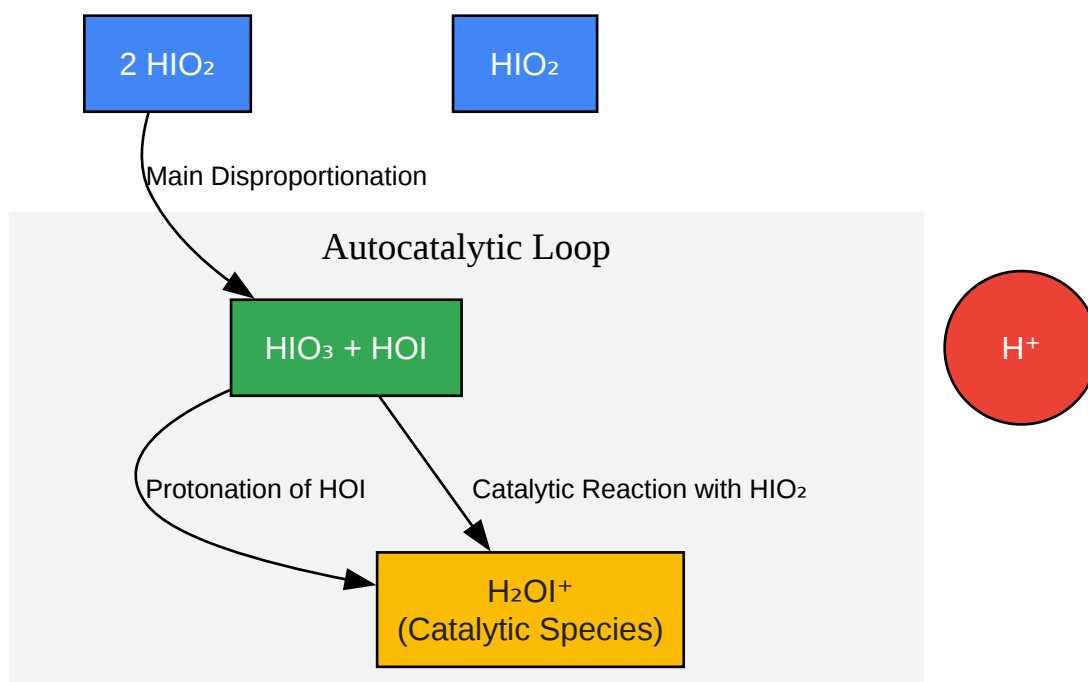 2 HIO₂
HIO₂
Main Disproportionation
Autocatalytic Loop
HIO₃ + HOI
H⁺
Protonation of HOI
Catalytic Reaction with HIO₂
H₂OI⁺
(Catalytic Species)